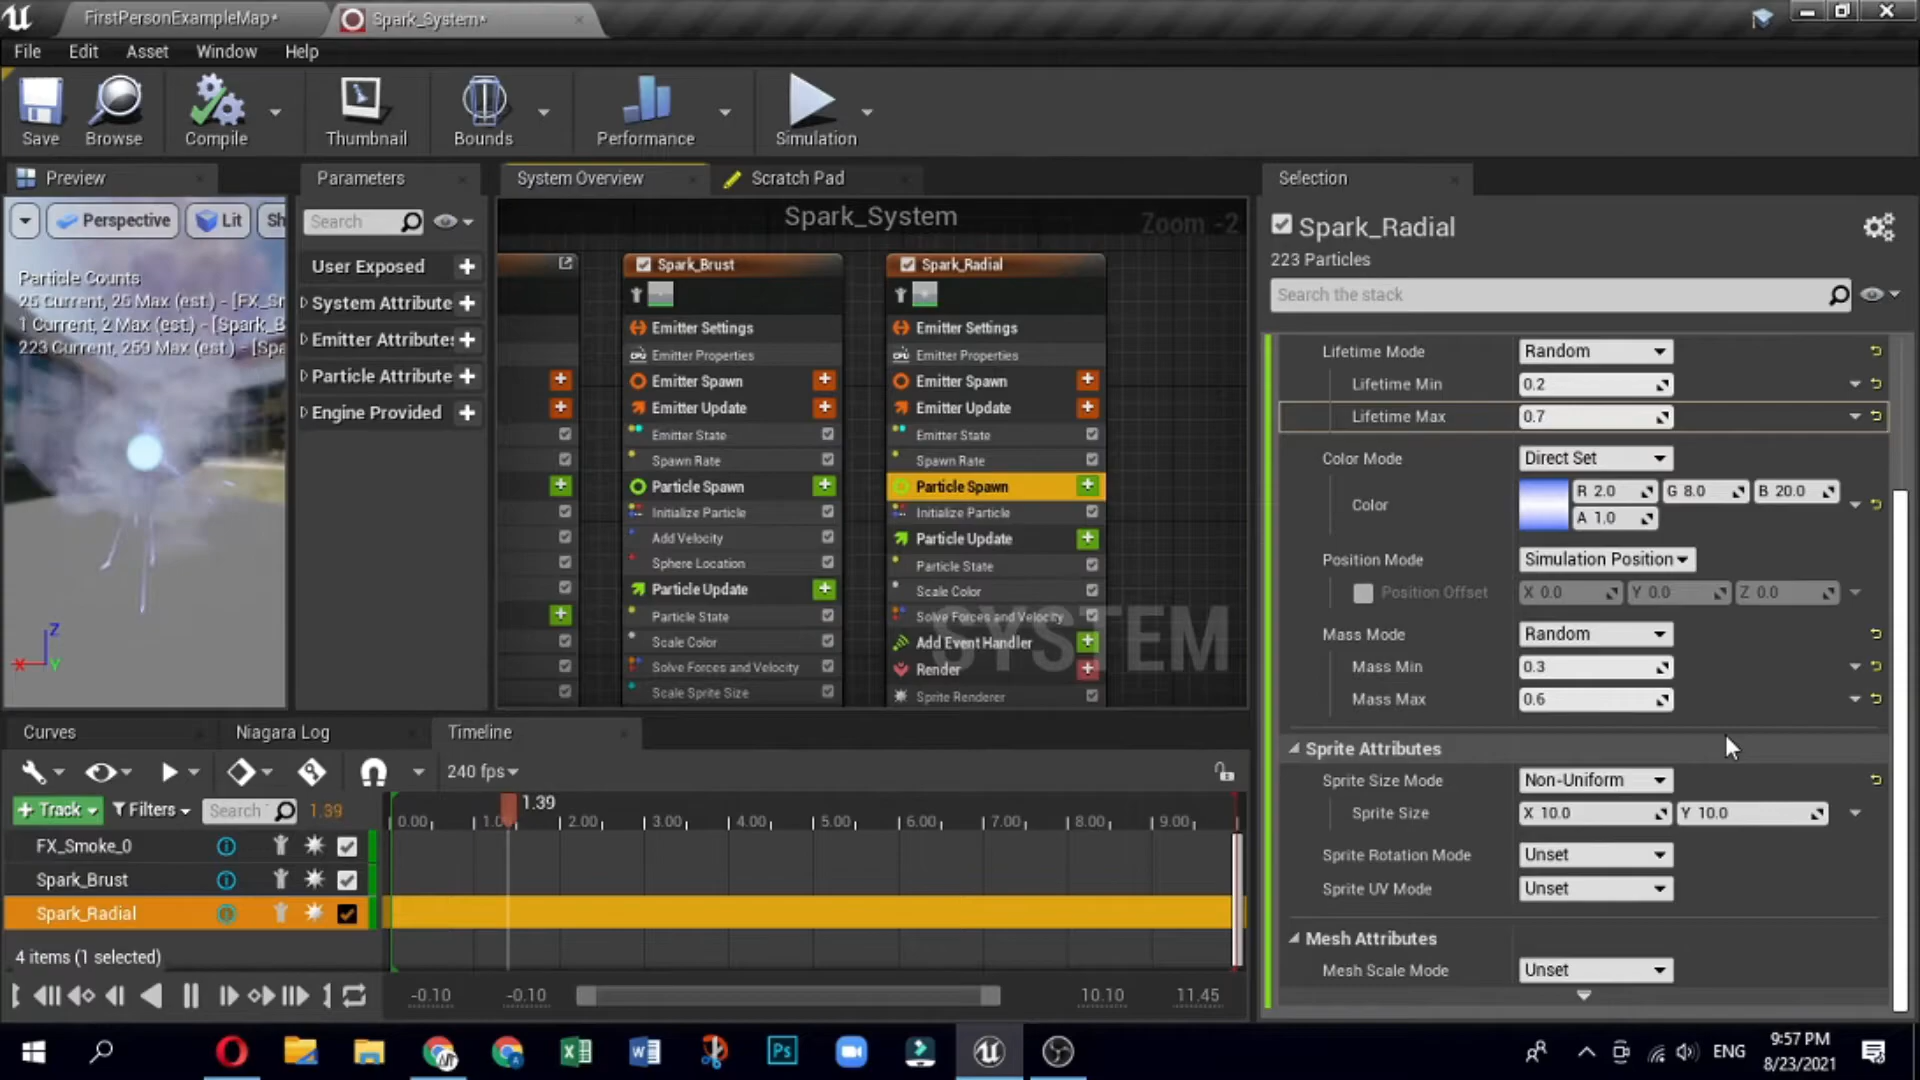 FirstPersonExampleMap*
Spark_System*
File
Edit
Asset
Window
Help
Save
Browse
Compile
Thumbnail
Bounds
Performance
Simulation
Preview
Parameters
System Overview
Scratch Pad
Selection
Perspective
Lit
Sh
Search
Particle Counts
25 Current, 25 Max (est.) - [FX_Sm
1 Current, 2 Max (est.) - [Spark_B
223 Current, 259 Max (est.) - [Spa
Z
X
Y
User Exposed
System Attribute
Emitter Attribute
Particle Attribute
Engine Provided
Spark_System
Zoom -2
Spark_Brust
Emitter Settings
Emitter Properties
Emitter Spawn
Emitter Update
Emitter State
Spawn Rate
Particle Spawn
Initialize Particle
Add Velocity
Sphere Location
Particle Update
Particle State
Scale Color
Solve Forces and Velocity
Scale Sprite Size
Spark_Radial
Emitter Settings
Emitter Properties
Emitter Spawn
Emitter Update
Emitter State
Spawn Rate
Particle Spawn
Initialize Particle
Particle Update
Particle State
Scale Color
Solve Forces and Velocity
Add Event Handler
Render
Sprite Renderer
SYSTEM
Spark_Radial
223 Particles
Search the stack
Lifetime Mode Random
Lifetime Min 0.2
Lifetime Max 0.7
Color Mode Direct Set
Color R 2.0 G 8.0 B 20.0
A 1.0
Position Mode Simulation Position
Position Offset X 0.0 Y 0.0 Z 0.0
Mass Mode Random
Mass Min 0.3
Mass Max 0.6
Sprite Attributes
Sprite Size Mode Non-Uniform
Sprite Size X 10.0 Y 10.0
Sprite Rotation Mode Unset
Sprite UV Mode Unset
Mesh Attributes
Mesh Scale Mode Unset
Curves
Niagara Log
Timeline
240 fps
Track
Filters
Search
1.39
1.39
0.00 1.0 2.00 3.00 4.00 5.00 6.00 7.00 8.00 9.00
FX_Smoke_0
Spark_Brust
Spark_Radial
4 items (1 selected)
-0.10
-0.10
10.10
11.45
ENG
9:57 PM
8/23/2021